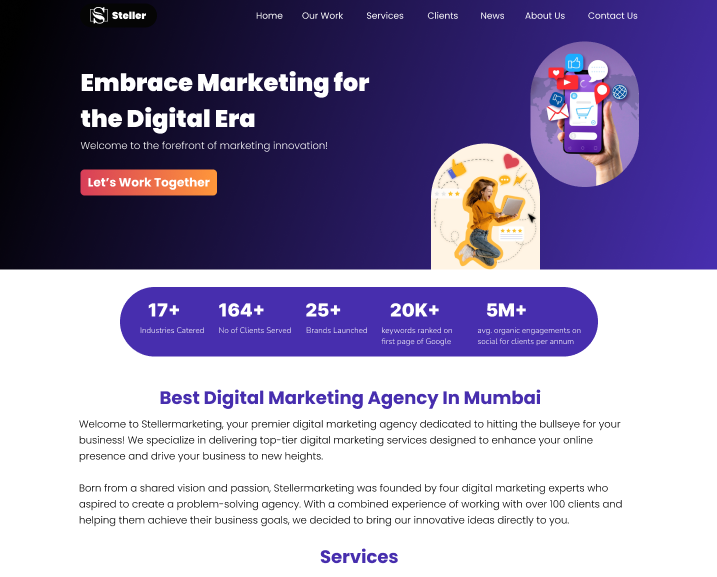 Steller
Home Our Work Services Clients News About Us Contact Us
Embrace Marketing for
the Digital Era
Welcome to the forefront of marketing innovation!
Let's Work Together
17+ 164+ 25+ 20K+ 5M+
Industries Catered No of Clients Served Brands Launched keywords ranked on avg. organic engagements on
first page of Google social for clients per annum
Best Digital Marketing Agency In Mumbai
Welcome to Stellermarketing, your premier digital marketing agency dedicated to hitting the bullseye for your
business! We specialize in delivering top-tier digital marketing services designed to enhance your online
presence and drive your business to new heights.
Born from a shared vision and passion, Stellermarketing was founded by four digital marketing experts who
aspired to create a problem-solving agency. With a combined experience of working with over 100 clients and
helping them achieve their business goals, we decided to bring our innovative ideas directly to you.
Services